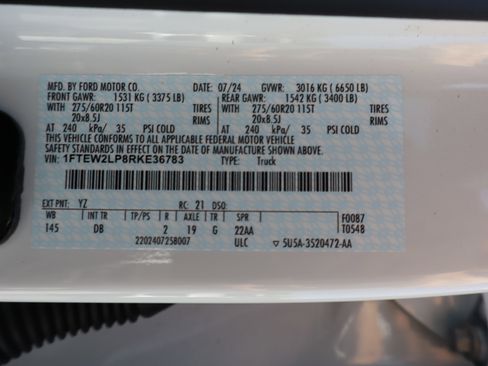 MFD. BY FORD MOTOR CO. 07/24 GVWR: 3016 KG ( 6650 LB)
FRONT GAWR: 1531 KG ( 3375 LB) REAR GAWR: 1542 KG ( 3400 LB)
WITH 275/60R20 115T TIRES WITH 275/60R20 115T TIRES
20x8.5J RIMS 20x8.5J RIMS
AT 240 kPa/ 35 PSI COLD AT 240 kPa/ 35 PSI COLD
THIS VEHICLE CONFORMS TO ALL APPLICABLE FEDERAL MOTOR VEHICLE
SAFETY STANDARDS IN EFFECT ON THE DATE OF MANUFACTURE SHOWN ABOVE.
VIN: 1FTEW2LP8RKE36783 TYPE: Truck
EXT PNT: YZ RC: 21 DSO:
WB INT TR TP/PS R AXLE TR SPR F0087
145 DB 2 19 G 22AA T0548
220240725B007 ULC 5U5A-3520472-AA